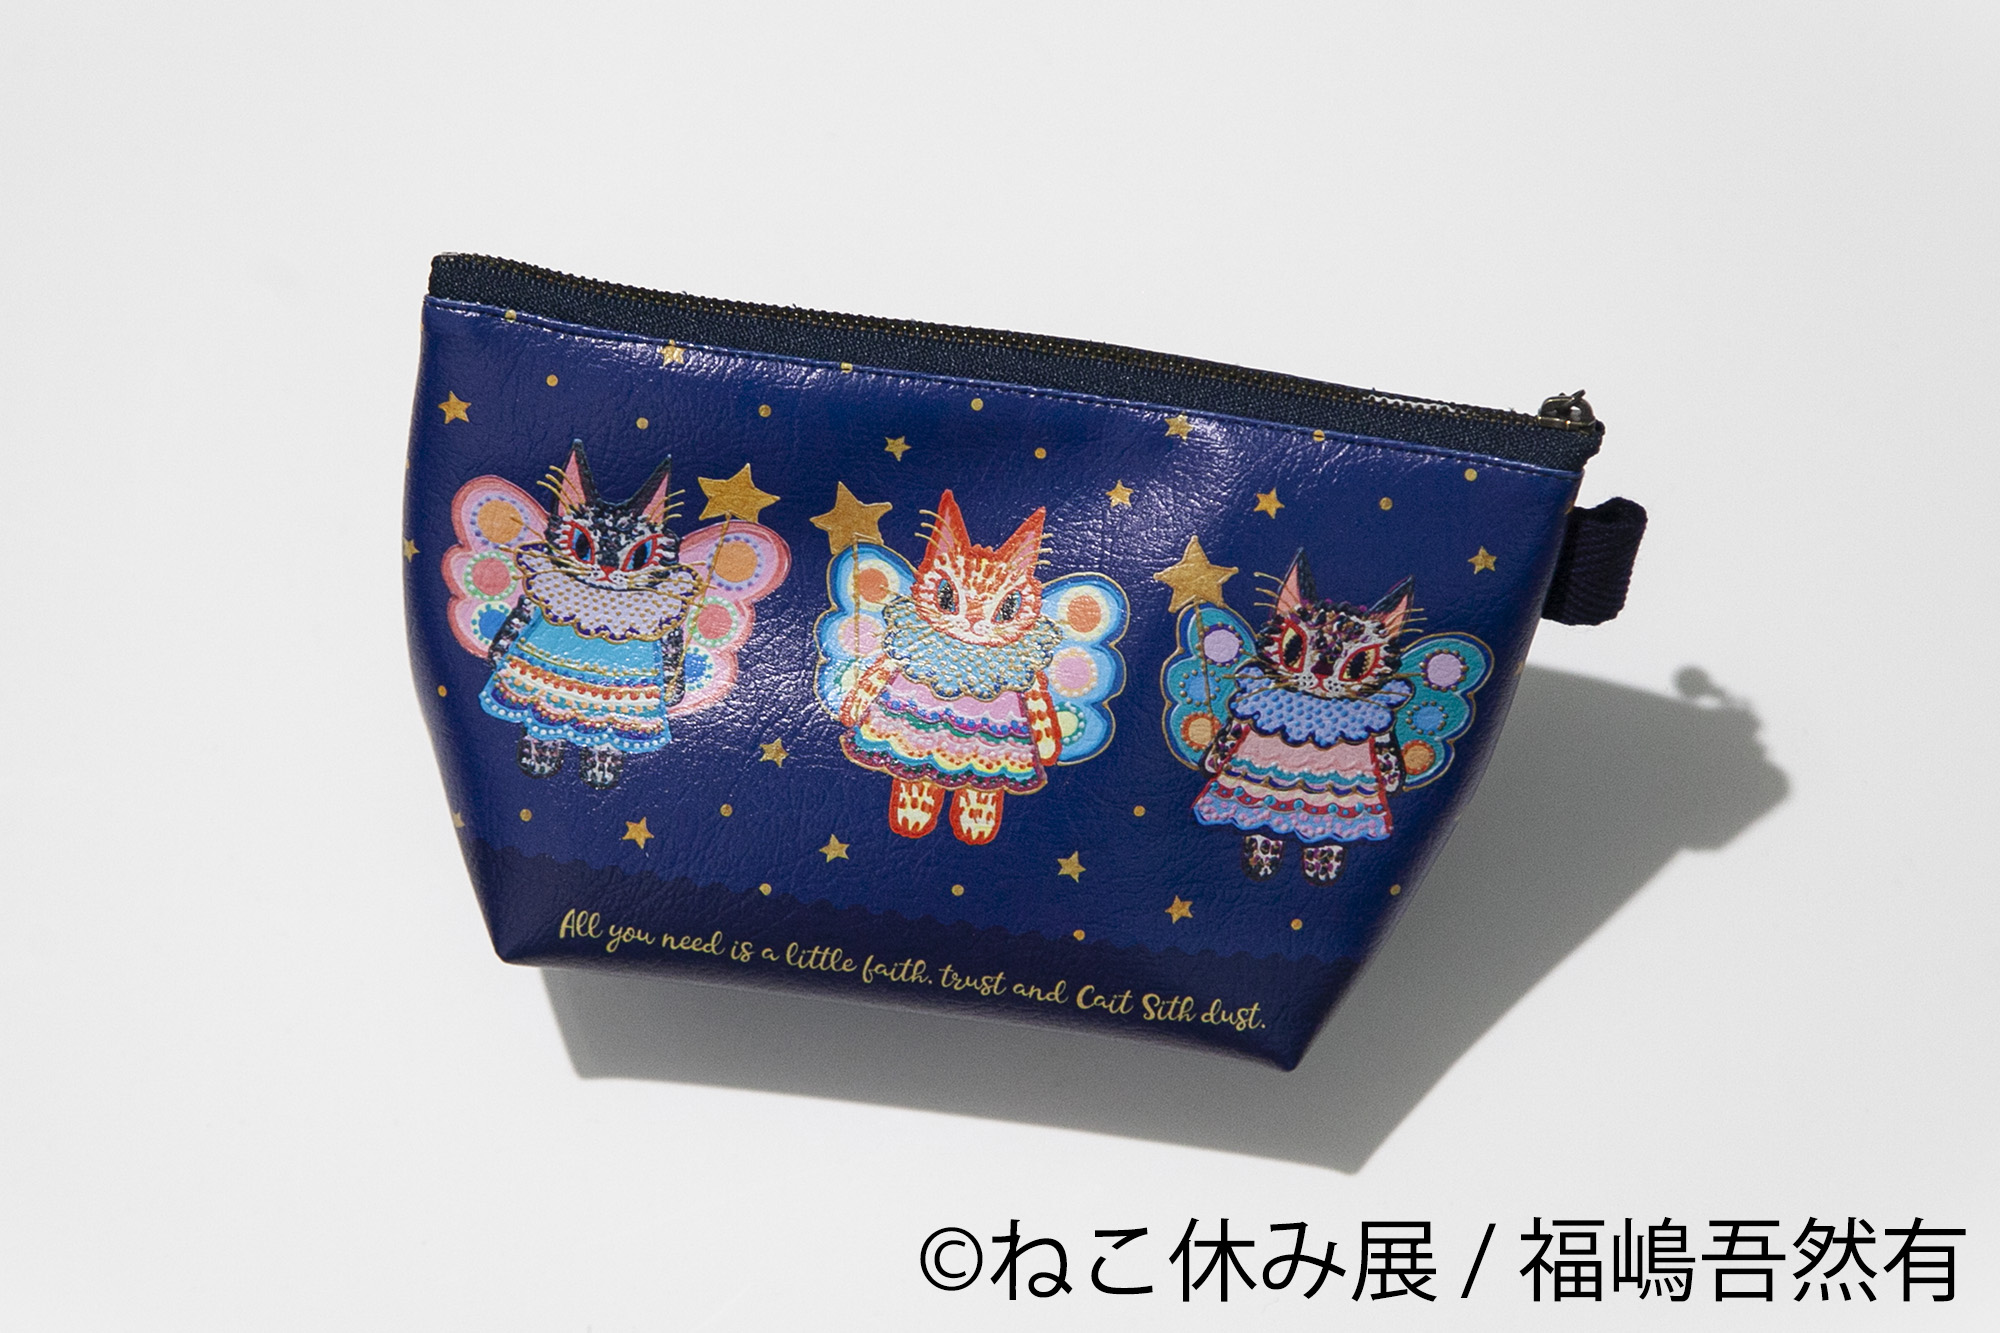 All you need is a little faith. trust and Cait Sith dust.
©ねこ休み展 / 福嶋吾然有